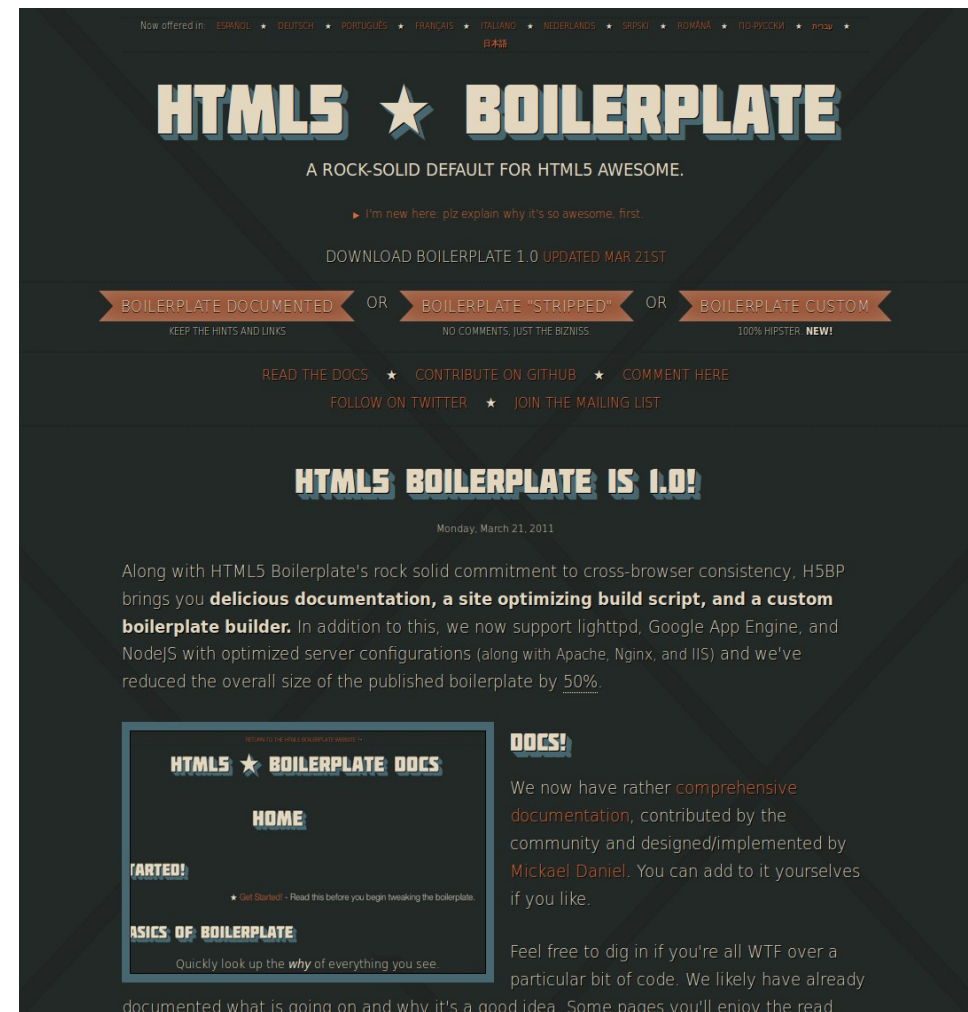 Now offered in: ESPAÑOL ★ DEUTSCH ★ PORTUGUÊS ★ FRANÇAIS ★ ITALIANO ★ NEDERLANDS ★ SRPSKI ★ ROMÂNĂ ★ ПО-РУССКИ ★ עברית ★
日本語
HTML5 ★ BOILERPLATE
A ROCK-SOLID DEFAULT FOR HTML5 AWESOME.
▶ I'm new here: plz explain why it's so awesome, first.
DOWNLOAD BOILERPLATE 1.0 UPDATED MAR 21ST
BOILERPLATE DOCUMENTED OR BOILERPLATE "STRIPPED" OR BOILERPLATE CUSTOM
KEEP THE HINTS AND LINKS NO COMMENTS, JUST THE BIZNISS. 100% HIPSTER. NEW!
READ THE DOCS ★ CONTRIBUTE ON GITHUB ★ COMMENT HERE
FOLLOW ON TWITTER ★ JOIN THE MAILING LIST
HTML5 BOILERPLATE IS 1.0!
Monday, March 21, 2011
Along with HTML5 Boilerplate's rock solid commitment to cross-browser consistency, H5BP
brings you delicious documentation, a site optimizing build script, and a custom
boilerplate builder. In addition to this, we now support lighttpd, Google App Engine, and
NodeJS with optimized server configurations (along with Apache, Nginx, and IIS) and we've
reduced the overall size of the published boilerplate by 50%.
RETURN TO THE HTML5 BOILERPLATE WEBSITE
HTML5 ★ BOILERPLATE DOCS
HOME
TARTED!
★ Get Started! - Read this before you begin tweaking the boilerplate.
ASICS OF BOILERPLATE
Quickly look up the why of everything you see.
DOCS!
We now have rather comprehensive
documentation, contributed by the
community and designed/implemented by
Mickael Daniel. You can add to it yourselves
if you like.
Feel free to dig in if you're all WTF over a
particular bit of code. We likely have already
documented what is going on and why it's a good idea. Some pages you'll enjoy the read